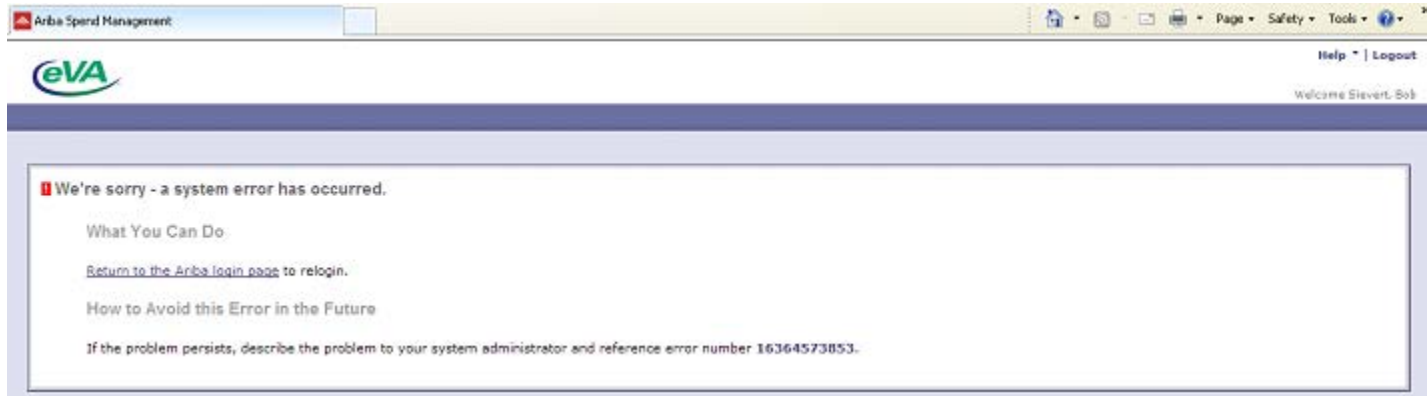 Ariba Spend Management
Page
Safety
Tools
eVA
Help | Logout
Welcome Sievert, Bob
We're sorry - a system error has occurred.
What You Can Do
Return to the Ariba login page to relogin.
How to Avoid this Error in the Future
If the problem persists, describe the problem to your system administrator and reference error number 16364573853.